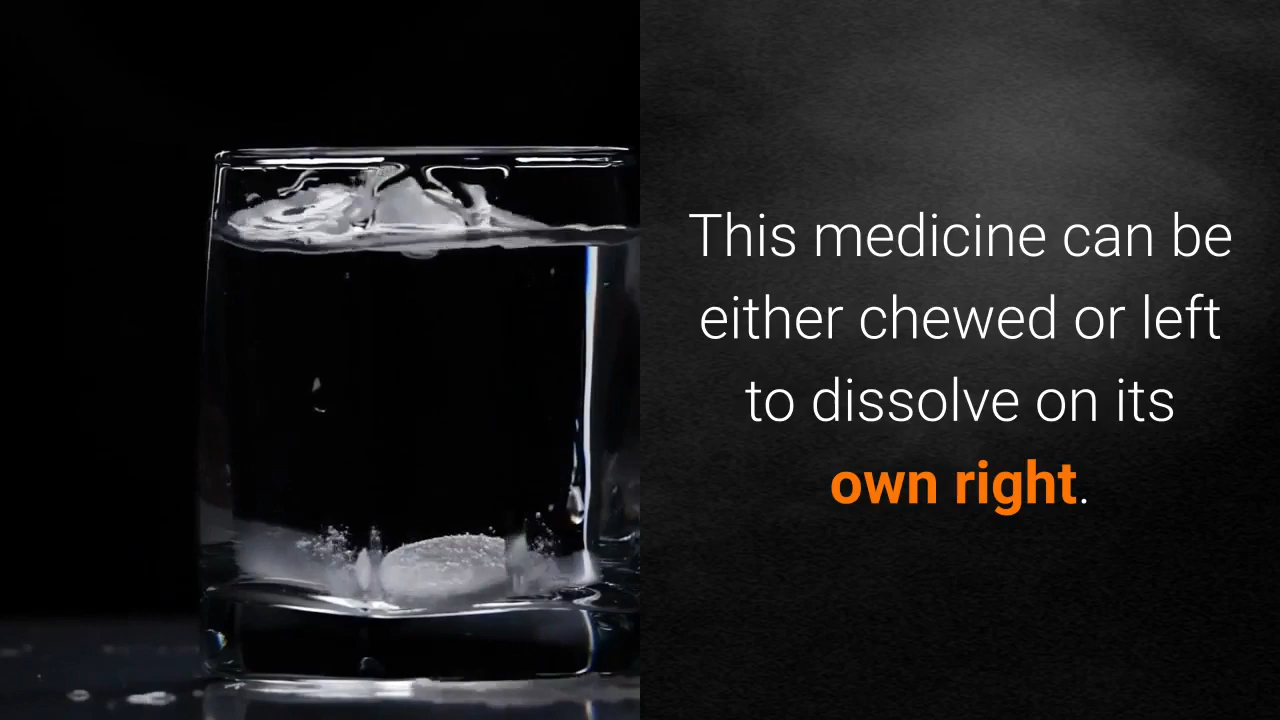 This medicine can be
either chewed or left
to dissolve on its
own right.